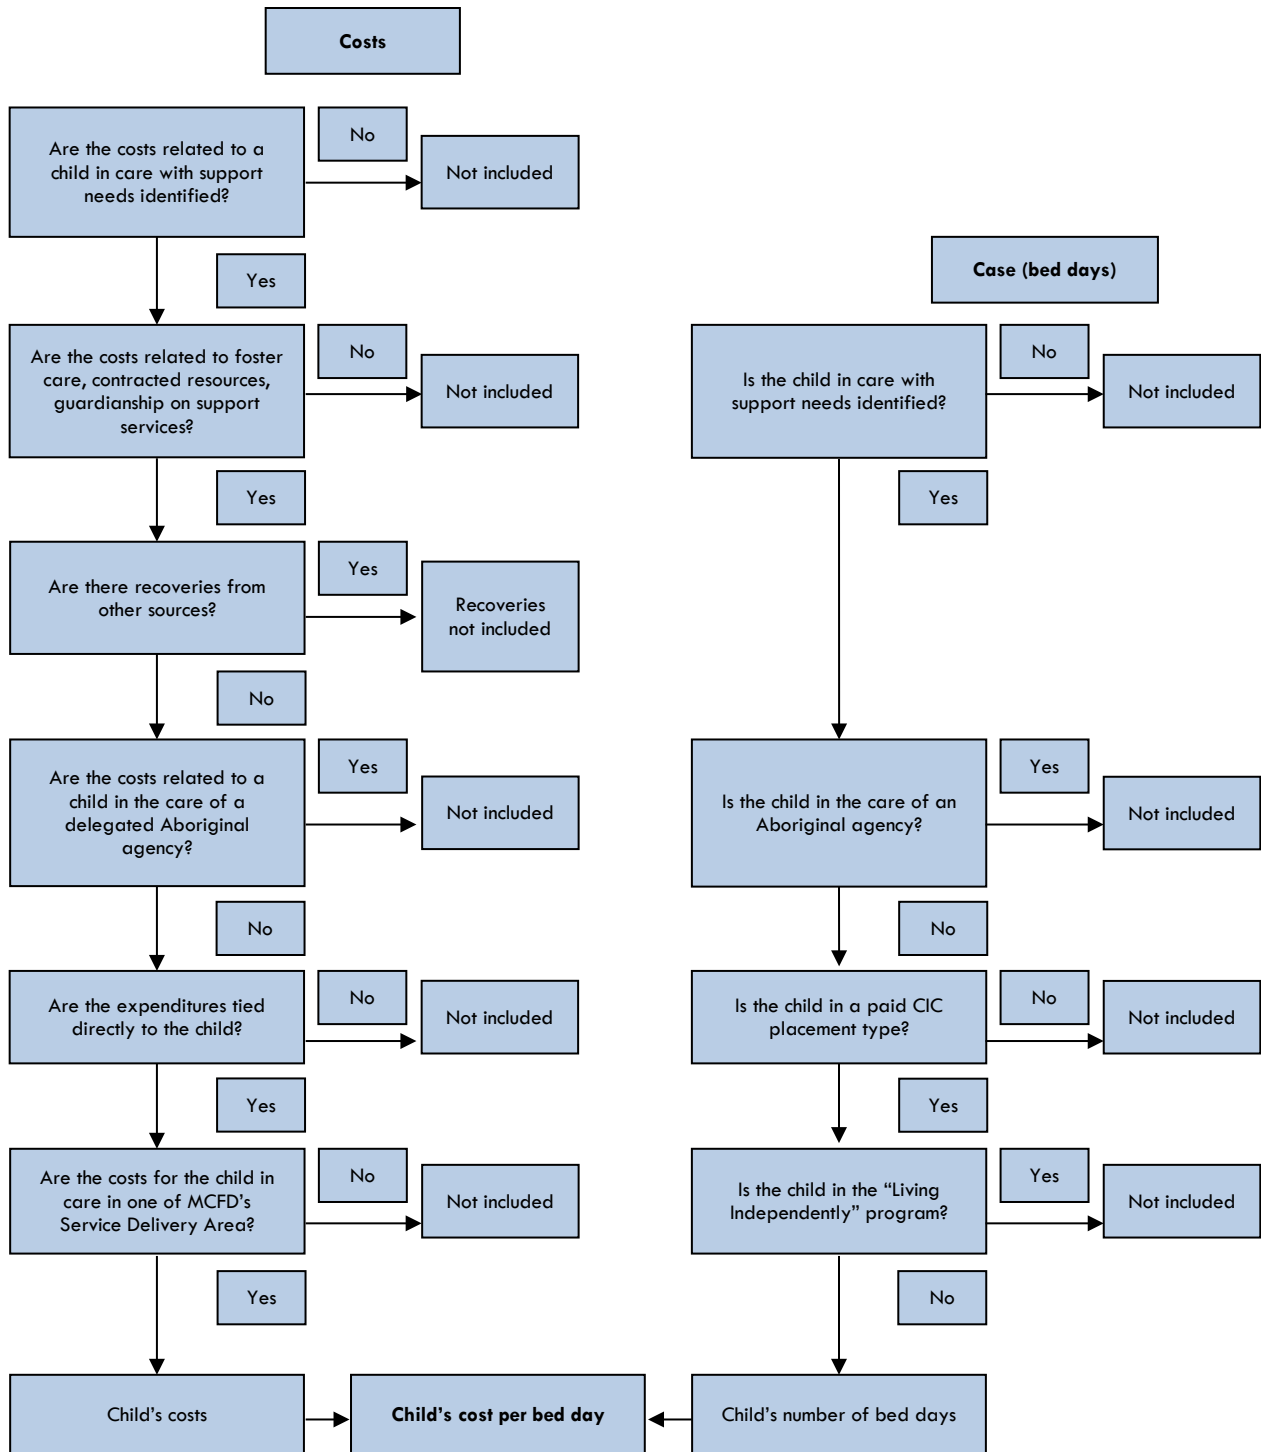 Costs
Are the costs related to a
child in care with support
needs identified?
No
Not included
Yes
Are the costs related to foster
care, contracted resources,
guardianship on support
services?
No
Not included
Yes
Are there recoveries from
other sources?
Yes
Recoveries
not included
No
Are the costs related to a
child in the care of a
delegated Aboriginal
agency?
Yes
Not included
No
Are the expenditures tied
directly to the child?
No
Not included
Yes
Are the costs for the child in
care in one of MCFD's
Service Delivery Area?
No
Not included
Yes
Child's costs
Case (bed days)
Is the child in care with
support needs identified?
No
Not included
Yes
Is the child in the care of an
Aboriginal agency?
Yes
Not included
No
Is the child in a paid CIC
placement type?
No
Not included
Yes
Is the child in the “Living
Independently” program?
Yes
Not included
No
Child's number of bed days
Child's cost per bed day